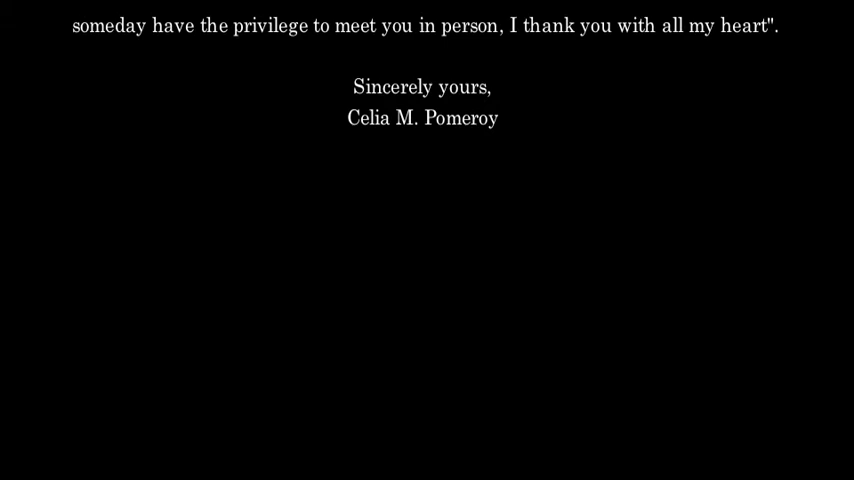 someday have the privilege to meet you in person, I thank you with all my heart".
Sincerely yours,
Celia M. Pomeroy